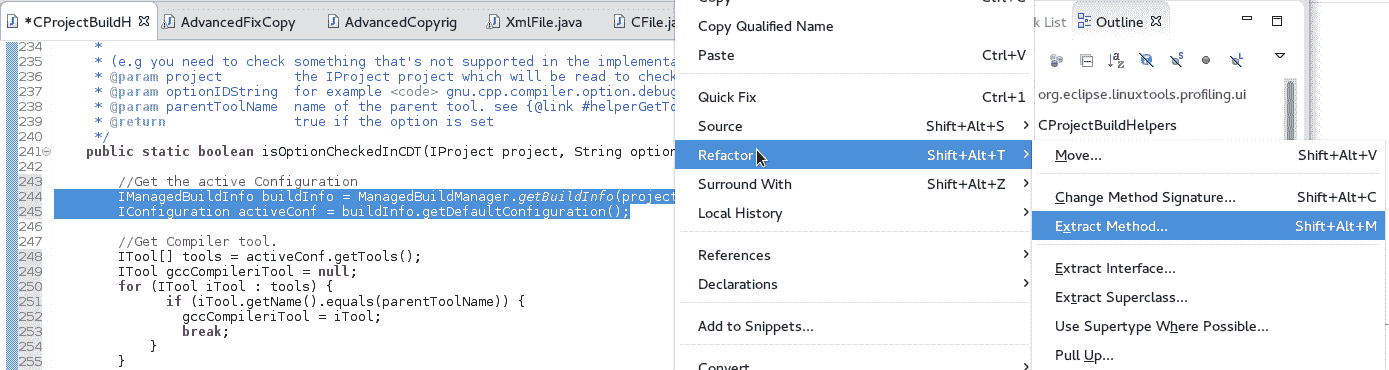 *CProjectBuildH
AdvancedFixCopy
AdvancedCopyrig
XmlFile.java
CFile.ja
234 *
235 * (e.g you need to check something that's not supported in the implementa
236 * @param project the IProject project which will be read to check
237 * @param optionIDString for example <code> gnu.cpp.compiler.option.debug
238 * @param parentToolName name of the parent tool. see {@link #helperGetTo
239 * @return true if the option is set
240 */
241 public static boolean isOptionCheckedInCDT(IProject project, String option
242
243 //Get the active Configuration
244 IManagedBuildInfo buildInfo = ManagedBuildManager.getBuildInfo(project
245 IConfiguration activeConf = buildInfo.getDefaultConfiguration();
246
247 //Get Compiler tool.
248 ITool[] tools = activeConf.getTools();
249 ITool gccCompileriTool = null;
250 for (ITool iTool : tools) {
251 if (iTool.getName().equals(parentToolName)) {
252 gccCompileriTool = iTool;
253 break;
254 }
255 }
Copy Ctrl+C
Copy Qualified Name
Paste Ctrl+V
Quick Fix Ctrl+1
Source Shift+Alt+S
Refactor Shift+Alt+T
Surround With Shift+Alt+Z
Local History
References
Declarations
Add to Snippets...
Convert
k List
Outline
org.eclipse.linuxtools.profiling.ui
CProjectBuildHelpers
Move... Shift+Alt+V
Change Method Signature... Shift+Alt+C
Extract Method... Shift+Alt+M
Extract Interface...
Extract Superclass...
Use Supertype Where Possible...
Pull Up...